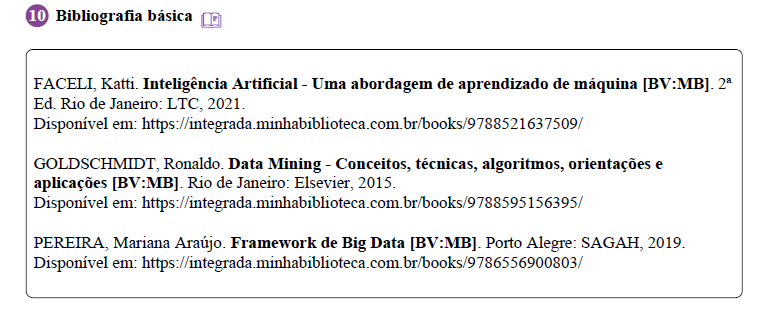 10 Bibliografia básica
FACELI, Katti. Inteligência Artificial - Uma abordagem de aprendizado de máquina [BV:MB]. 2ª
Ed. Rio de Janeiro: LTC, 2021.
Disponível em: https://integrada.minhabiblioteca.com.br/books/9788521637509/
GOLDSCHMIDT, Ronaldo. Data Mining - Conceitos, técnicas, algoritmos, orientações e
aplicações [BV:MB]. Rio de Janeiro: Elsevier, 2015.
Disponível em: https://integrada.minhabiblioteca.com.br/books/9788595156395/
PEREIRA, Mariana Araújo. Framework de Big Data [BV:MB]. Porto Alegre: SAGAH, 2019.
Disponível em: https://integrada.minhabiblioteca.com.br/books/9786556900803/